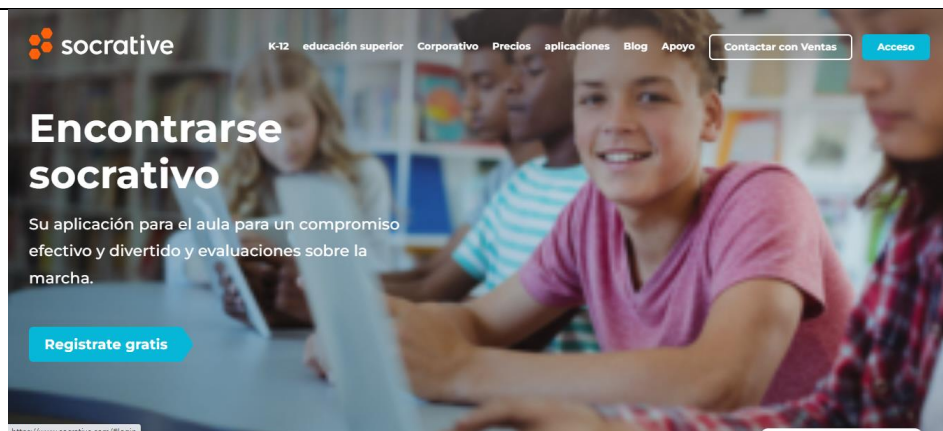 socrative
K-12 educación superior Corporativo Precios aplicaciones Blog Apoyo Contactar con Ventas Acceso
Encontrarse
socrativo
Su aplicación para el aula para un compromiso
efectivo y divertido y evaluaciones sobre la
marcha.
Registrate gratis